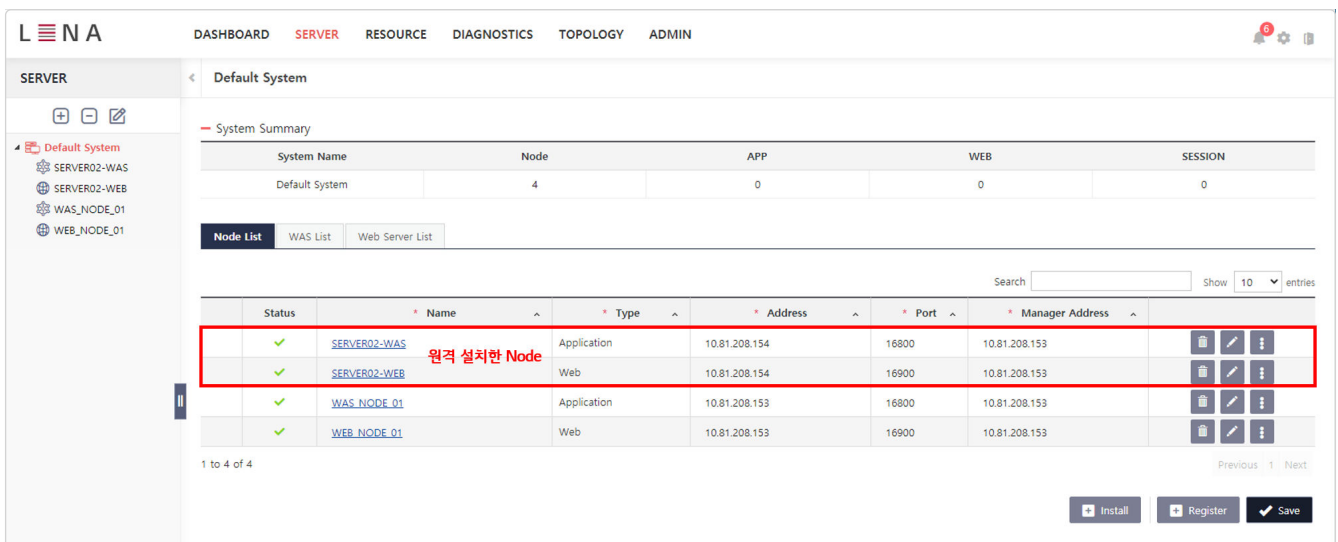 LENA DASHBOARD SERVER RESOURCE DIAGNOSTICS TOPOLOGY ADMIN 6
SERVER
Default System
SERVER02-WAS
SERVER02-WEB
WAS_NODE_01
WEB_NODE_01
Default System
System Summary
System Name Node APP WEB SESSION
Default System 4 0 0 0
Node List WAS List Web Server List
Search Show 10 entries
Status * Name * Type * Address * Port * Manager Address
SERVER02-WAS Application 10.81.208.154 16800 10.81.208.153
원격 설치한 Node
SERVER02-WEB Web 10.81.208.154 16900 10.81.208.153
WAS_NODE_01 Application 10.81.208.153 16800 10.81.208.153
WEB_NODE_01 Web 10.81.208.153 16900 10.81.208.153
1 to 4 of 4 Previous 1 Next
Install Register Save